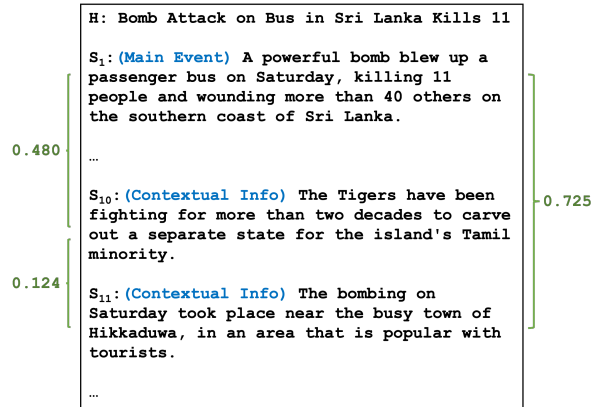 H: Bomb Attack on Bus in Sri Lanka Kills 11
S₁:(Main Event) A powerful bomb blew up a
passenger bus on Saturday, killing 11
people and wounding more than 40 others on
the southern coast of Sri Lanka.
0.480
…
S₁₀:(Contextual Info) The Tigers have been
fighting for more than two decades to carve
0.725
out a separate state for the island's Tamil
minority.
0.124
S₁₁:(Contextual Info) The bombing on
Saturday took place near the busy town of
Hikkaduwa, in an area that is popular with
tourists.
…